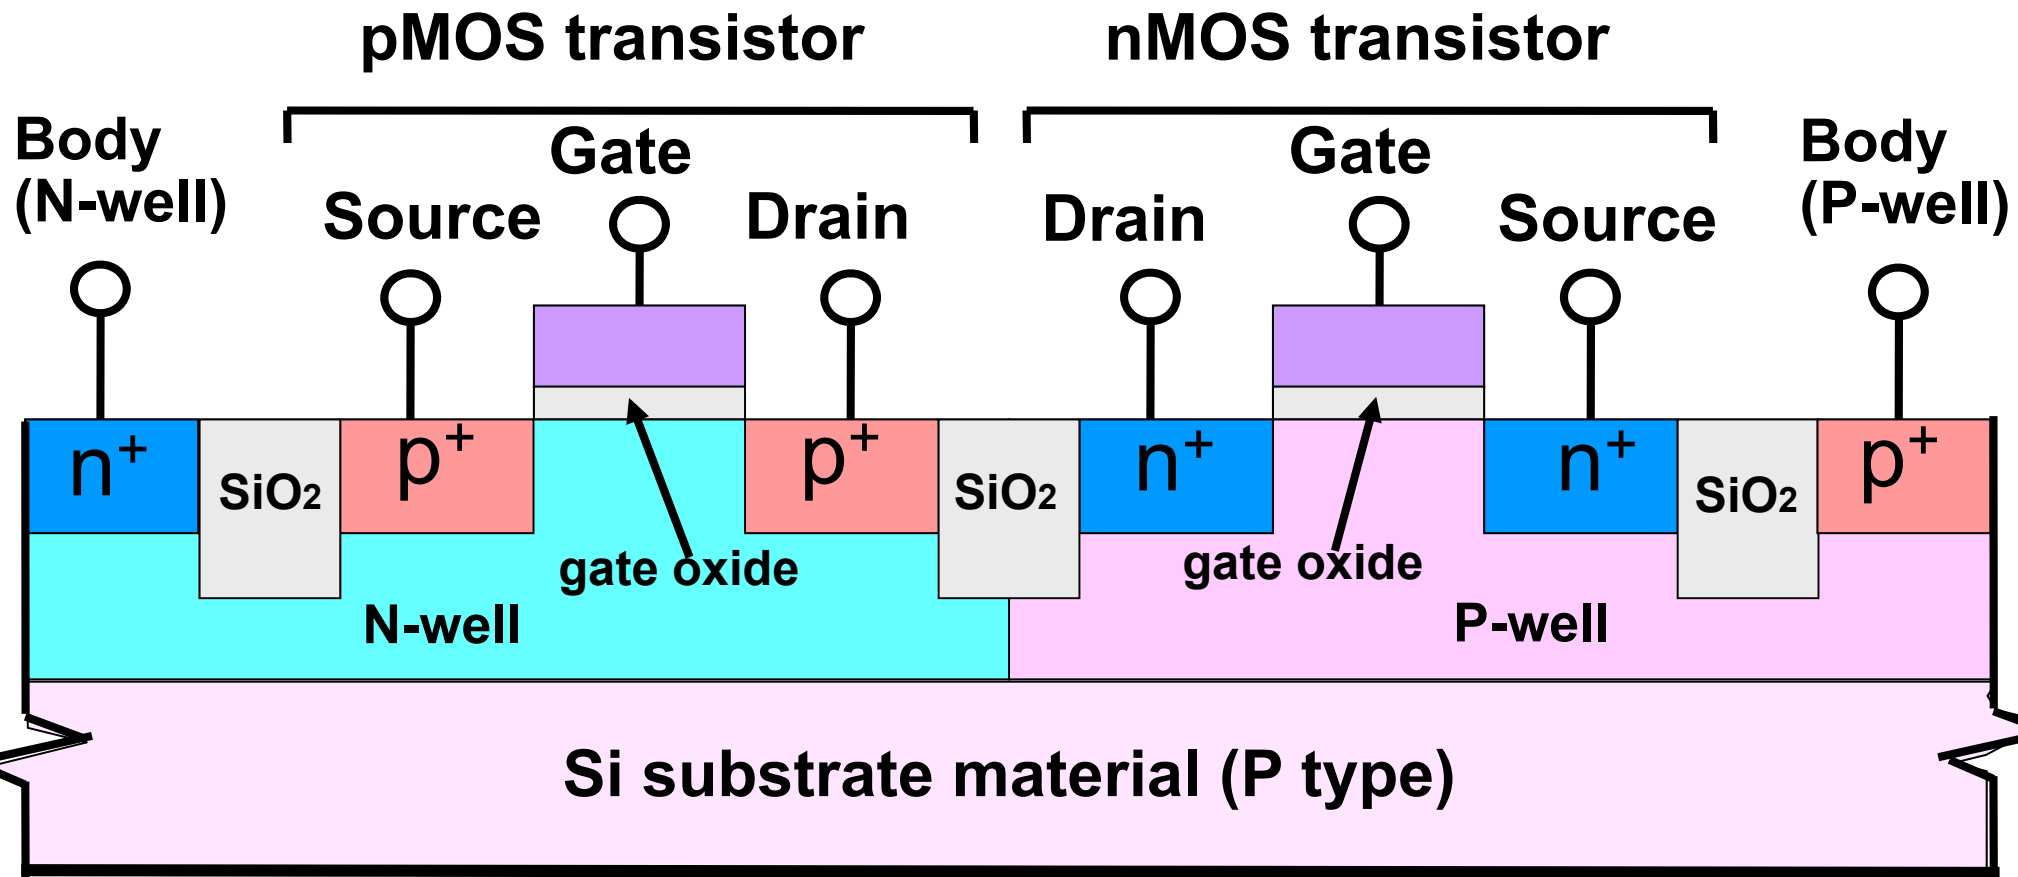 pMOS transistor
nMOS transistor
Body
(N-well)
Source
Gate
Drain
Drain
Gate
Source
Body
(P-well)
n+
SiO2
p+
p+
SiO2
n+
n+
SiO2
p+
gate oxide
gate oxide
N-well
P-well
Si substrate material (P type)